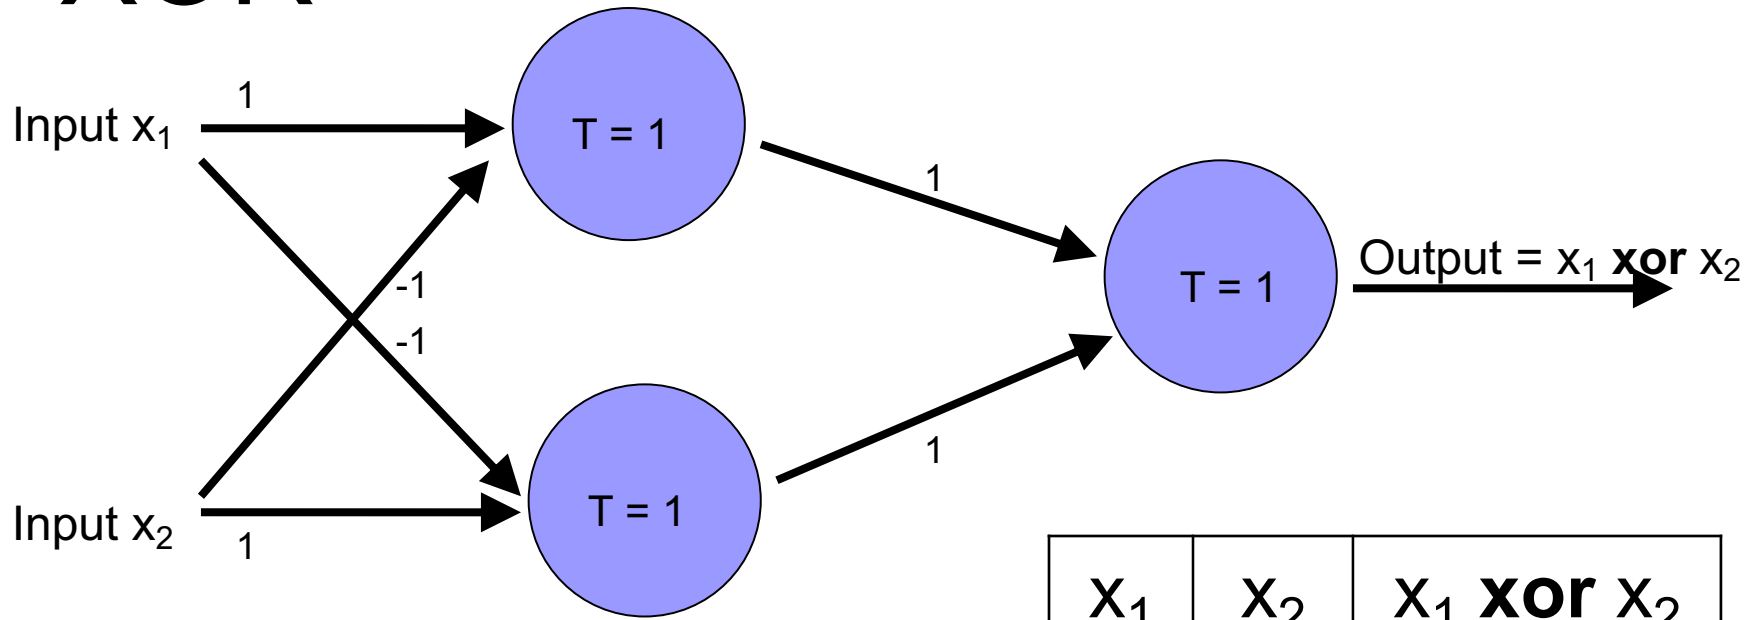 XOR
1
Input x₁
T = 1
1
-1
-1
T = 1
Output = x₁ xor x₂
T = 1
Input x₂
1
1
x₁ x₂ x₁ xor x₂